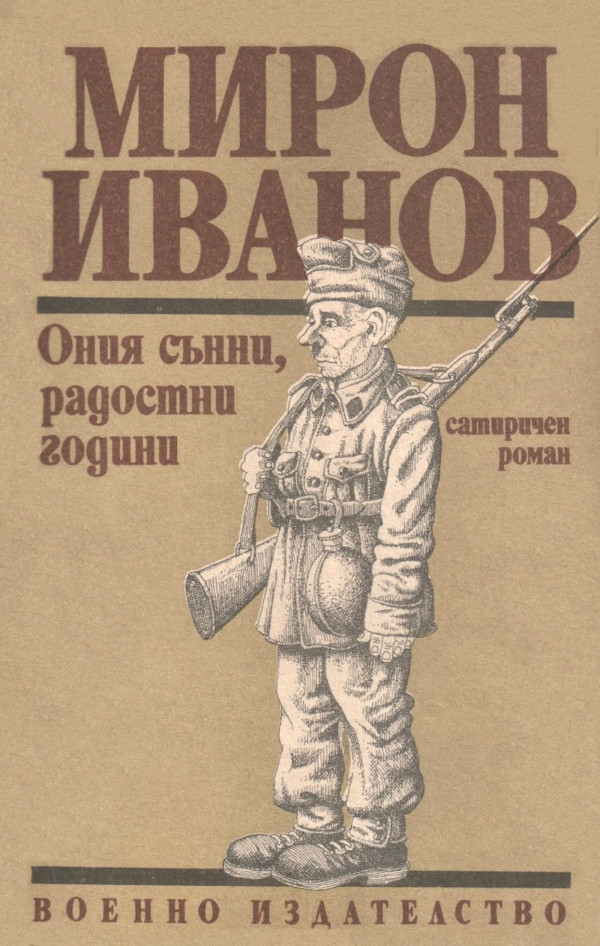 МИРОН
ИВАНОВ
Ония сънни,
радостни
години
сатиричен
роман
ВОЕННО ИЗДАТЕЛСТВО